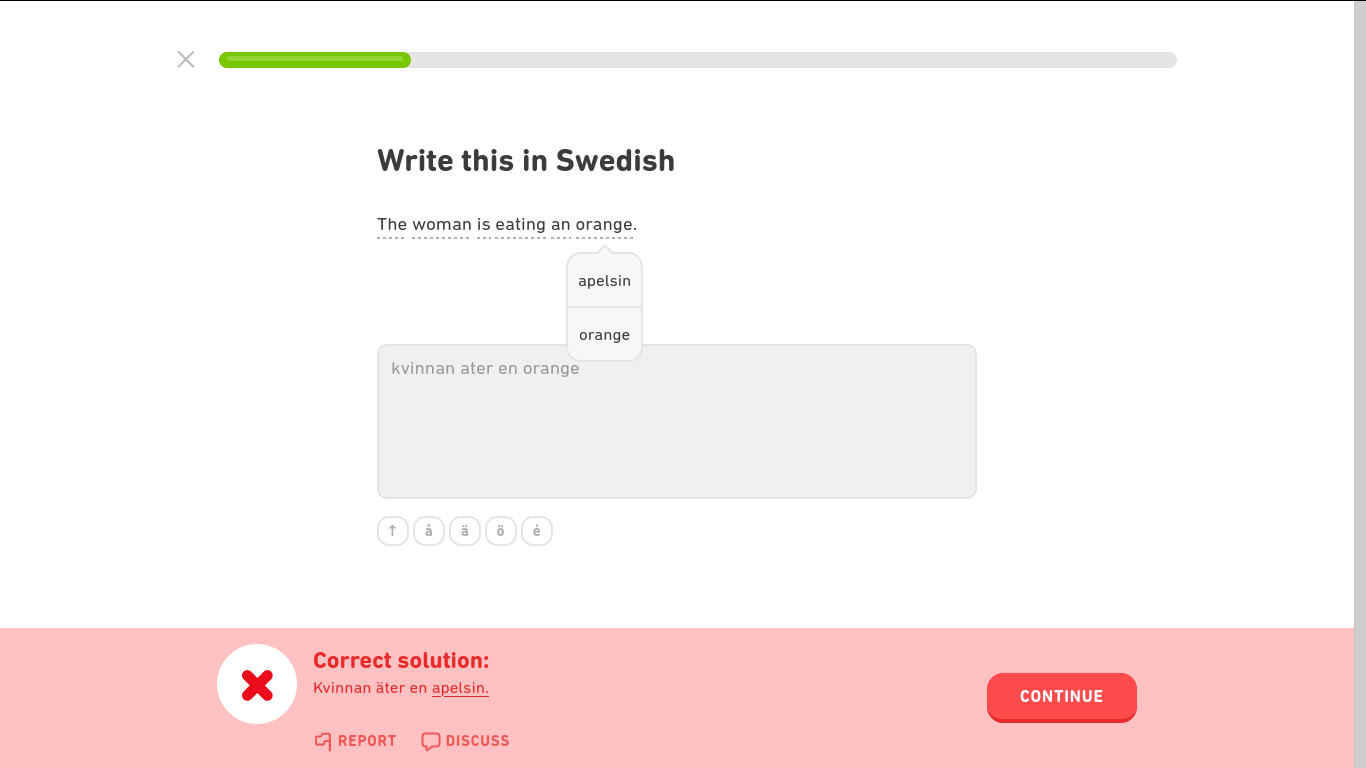 Write this in Swedish
The woman is eating an orange.
apelsin
orange
kvinnan ater en orange
↑ å ä ö é
Correct solution:
Kvinnan äter en apelsin.
CONTINUE
REPORT DISCUSS